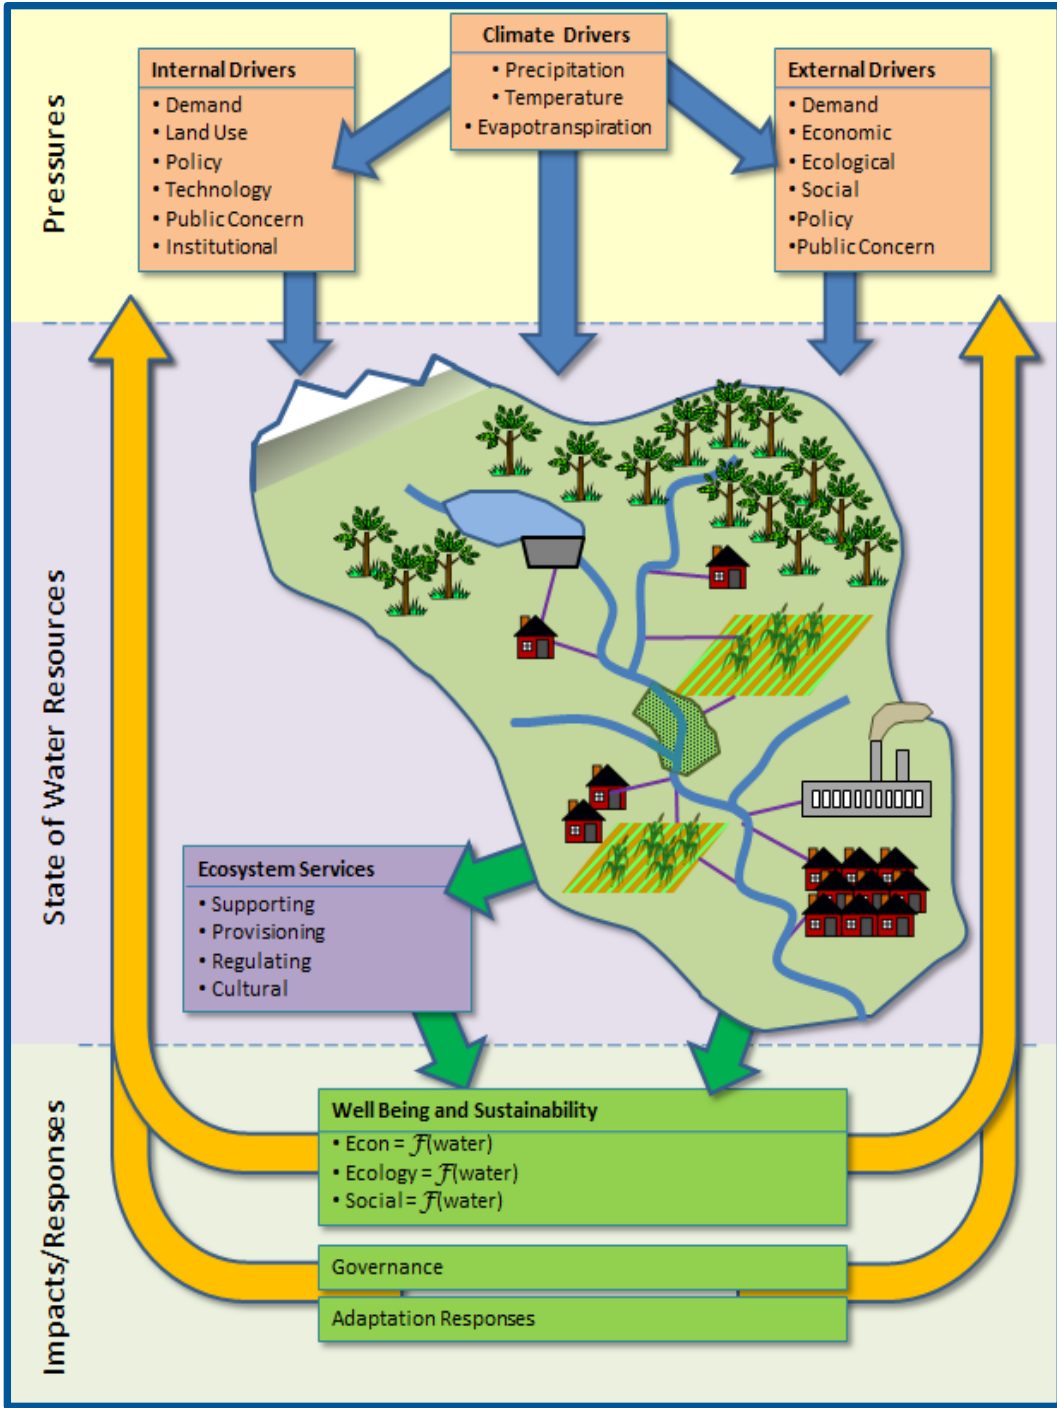 Pressures
Climate Drivers
• Precipitation
• Temperature
• Evapotranspiration
Internal Drivers
• Demand
• Land Use
• Policy
• Technology
• Public Concern
• Institutional
External Drivers
• Demand
• Economic
• Ecological
• Social
•Policy
•Public Concern
State of Water Resources
Ecosystem Services
• Supporting
• Provisioning
• Regulating
• Cultural
Impacts/Responses
Well Being and Sustainability
• Econ = ℱ(water)
• Ecology = ℱ(water)
• Social = ℱ(water)
Governance
Adaptation Responses